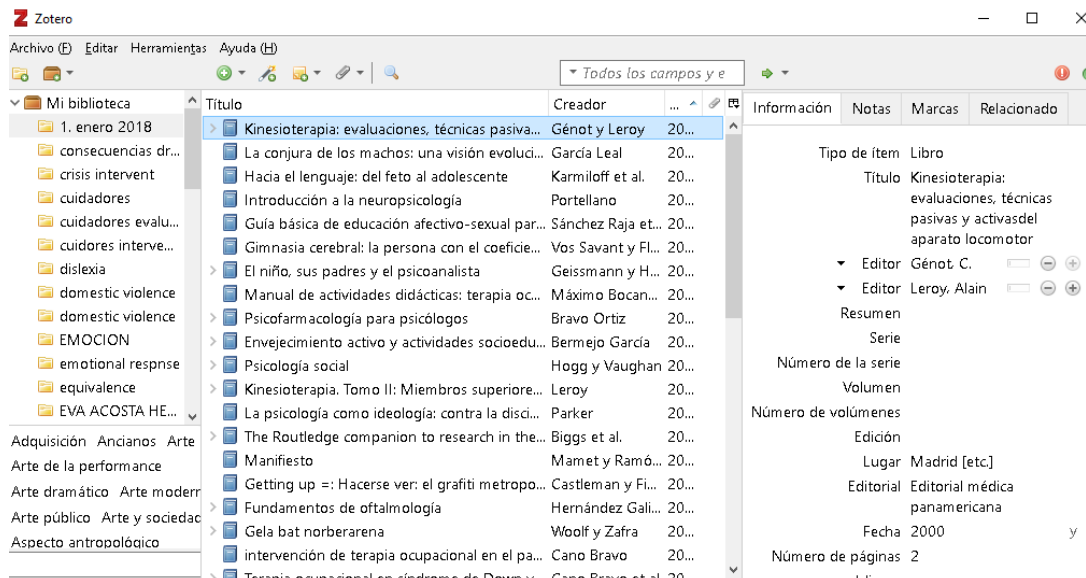 Zotero
Archivo (F) Editar Herramientas Ayuda (H)
Todos los campos y e
Mi biblioteca
1. enero 2018
consecuencias dr...
crisis intervent
cuidadores
cuidadores evalu...
cuidores interve...
dislexia
domestic violence
domestic violence
EMOCION
emotional respnse
equivalence
EVA ACOSTA HE...
Adquisición Ancianos Arte
Arte de la performance
Arte dramático Arte modern
Arte público Arte y sociedad
Aspecto antropológico
Título Creador ...
Kinesioterapia: evaluaciones, técnicas pasiva... Génot y Leroy 20...
La conjura de los machos: una visión evoluci... García Leal 20...
Hacia el lenguaje: del feto al adolescente Karmiloff et al. 20...
Introducción a la neuropsicología Portellano 20...
Guía básica de educación afectivo-sexual par... Sánchez Raja et... 20...
Gimnasia cerebral: la persona con el coeficie... Vos Savant y Fl... 20...
El niño, sus padres y el psicoanalista Geissmann y H... 20...
Manual de actividades didácticas: terapia oc... Máximo Bocan... 20...
Psicofarmacología para psicólogos Bravo Ortiz 20...
Envejecimiento activo y actividades socioedu... Bermejo García 20...
Psicología social Hogg y Vaughan 20...
Kinesioterapia. Tomo II: Miembros superiore... Leroy 20...
La psicología como ideología: contra la disci... Parker 20...
The Routledge companion to research in the... Biggs et al. 20...
Manifiesto Mamet y Ramó... 20...
Getting up =: Hacerse ver: el grafiti metropo... Castleman y Fi... 20...
Fundamentos de oftalmología Hernández Gali... 20...
Gela bat norberarena Woolf y Zafra 20...
intervención de terapia ocupacional en el pa... Cano Bravo 20...
Terapia ocupacional en síndrome de Down y... Cano Bravo et al. 20...
Información Notas Marcas Relacionado
Tipo de ítem Libro
Título Kinesioterapia:
evaluaciones, técnicas
pasivas y activasdel
aparato locomotor
Editor Génot, C.
Editor Leroy, Alain
Resumen
Serie
Número de la serie
Volumen
Número de volúmenes
Edición
Lugar Madrid [etc.]
Editorial Editorial médica
panamericana
Fecha 2000 y
Número de páginas 2